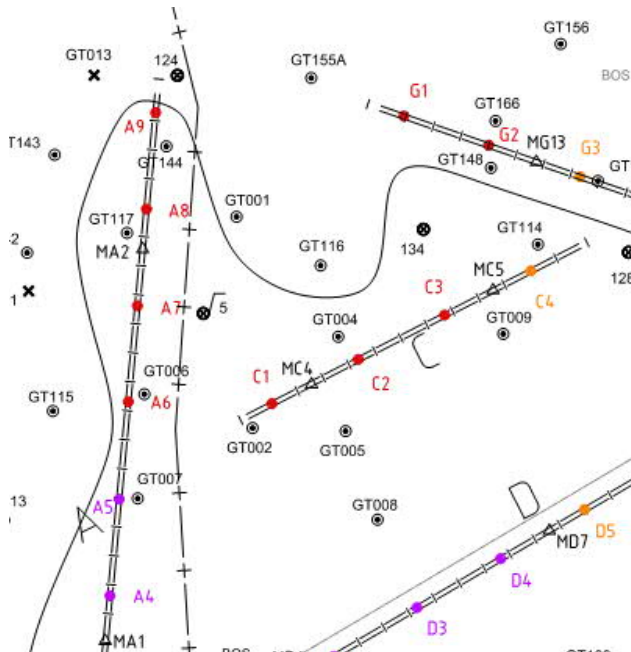 GT156
GT013
124
GT155A
BOS
G1
GT166
A9
G2
MG13
T143
GT144
GT148
G3
GT
GT001
A8
GT117
GT114
134
2
MA2
GT116
128
MC5
C4
1
A7
5
C3
GT004
GT009
C
GT006
C1
MC4
C2
A6
GT115
GT002
GT005
GT007
A5
13
A
GT008
D
D5
MD7
D4
A4
D3
MA1
BOS